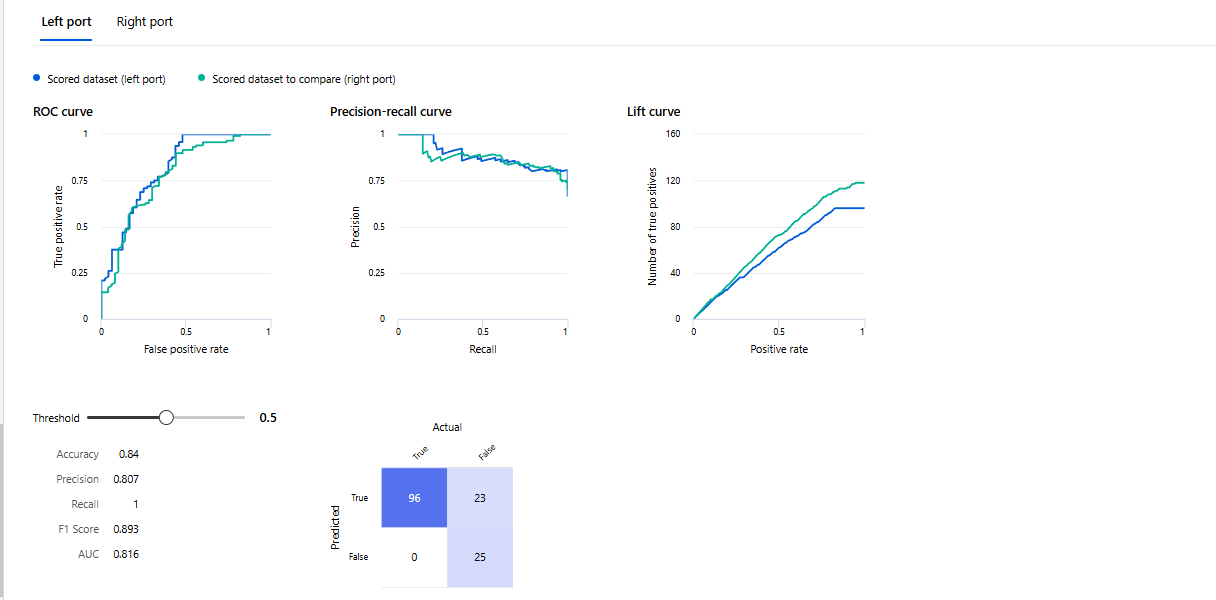 Left port Right port
Scored dataset (left port) Scored dataset to compare (right port)
ROC curve Precision-recall curve Lift curve
1
0.75
0.5
0.25
0
True positive rate
0 0.5 1
False positive rate
1
0.75
0.5
0.25
0
Precision
0 0.5 1
Recall
160
120
80
40
0
Number of true positives
0 0.5 1
Positive rate
Threshold 0.5
Accuracy 0.84
Precision 0.807
Recall 1
F1 Score 0.893
AUC 0.816
Actual
True False
Predicted
True 96 23
False 0 25